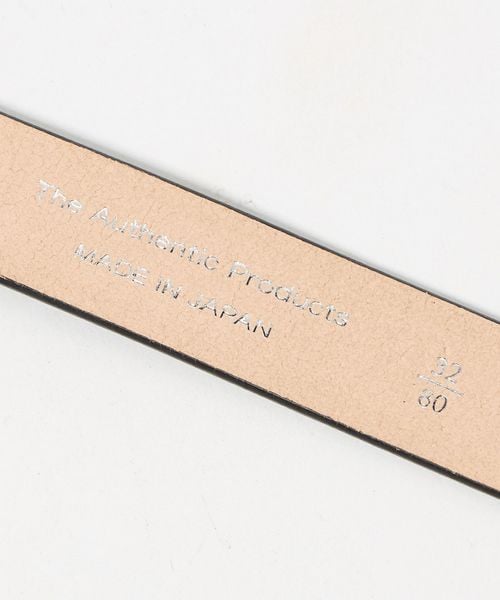 The Authentic Products
MADE IN JAPAN
32
80